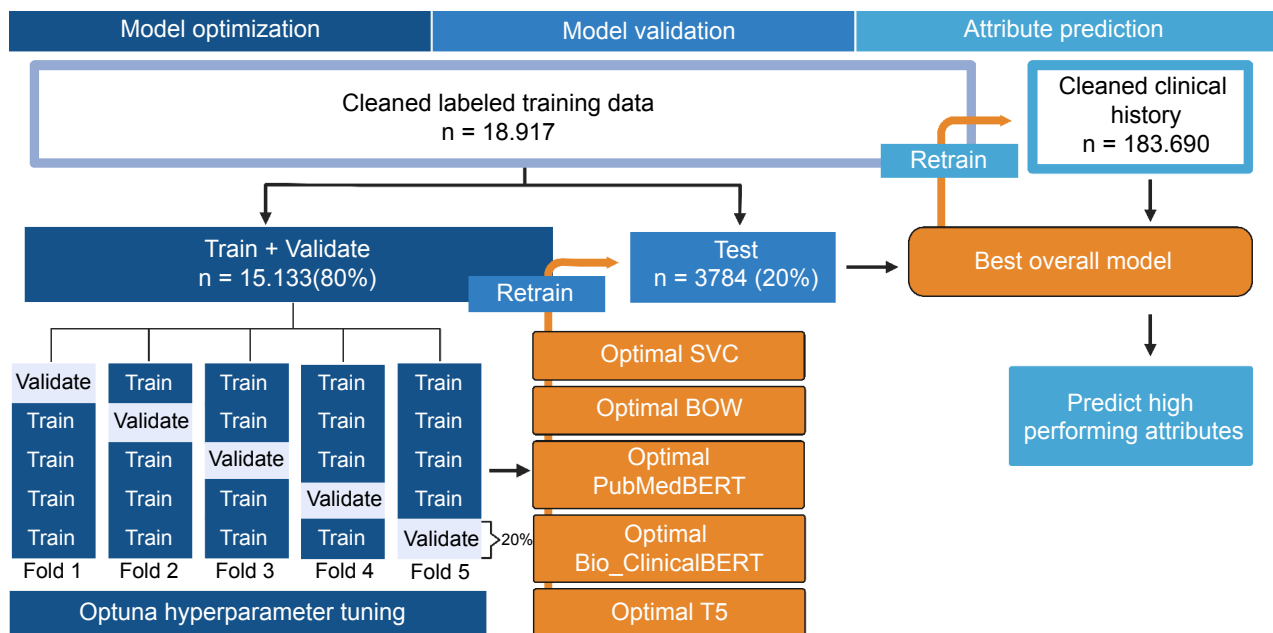 Model optimization
Model validation
Attribute prediction
Cleaned labeled training data
n = 18.917
Cleaned clinical
history
n = 183.690
Retrain
Train + Validate
n = 15.133(80%)
Retrain
Test
n = 3784 (20%)
Best overall model
Validate
Train
Train
Train
Train
Fold 1
Train
Validate
Train
Train
Train
Fold 2
Train
Train
Validate
Train
Train
Fold 3
Train
Train
Train
Validate
Train
Fold 4
Train
Train
Train
Train
Validate
Fold 5
20%
Optuna hyperparameter tuning
Optimal SVC
Optimal BOW
Optimal
PubMedBERT
Optimal
Bio_ClinicalBERT
Optimal T5
Predict high
performing attributes